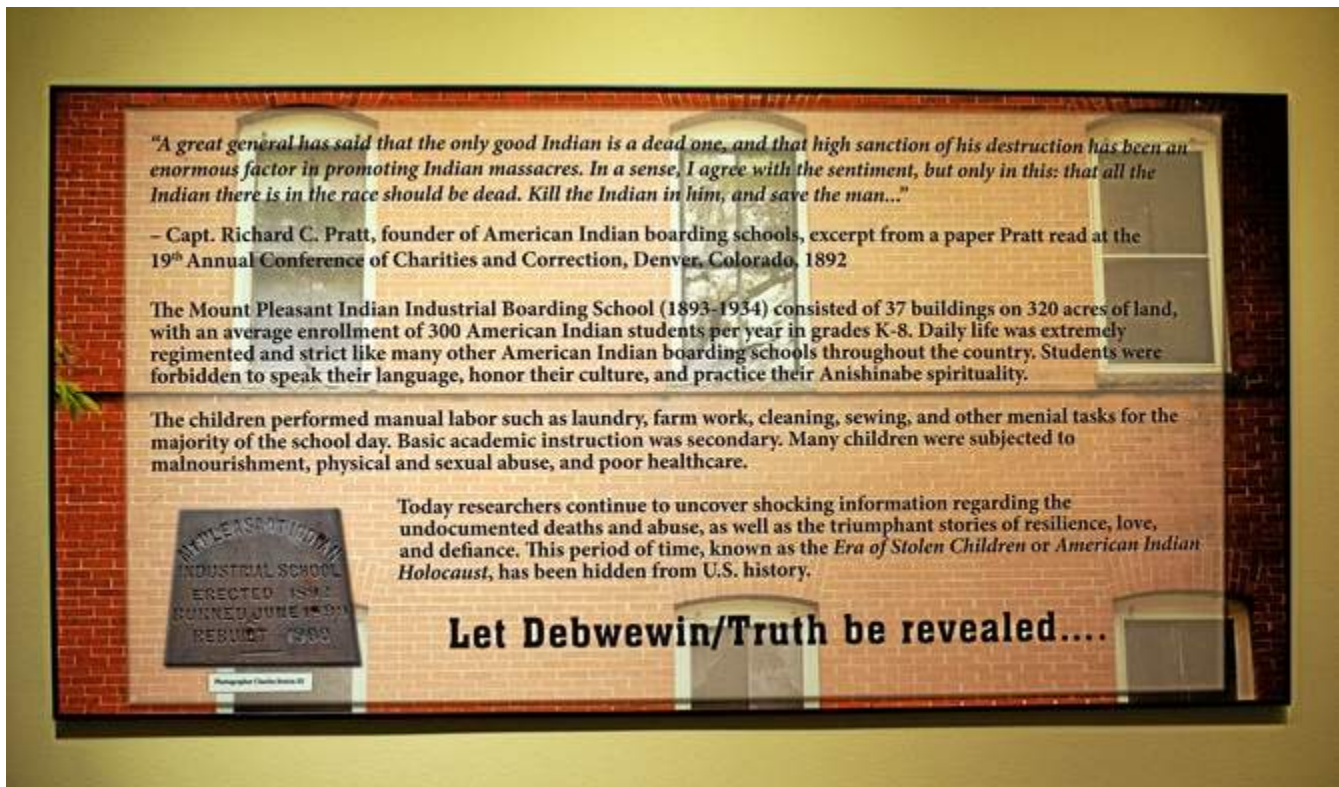 "A great general has said that the only good Indian is a dead one, and that high sanction of his destruction has been an
enormous factor in promoting Indian massacres. In a sense, I agree with the sentiment, but only in this: that all the
Indian there is in the race should be dead. Kill the Indian in him, and save the man..."
– Capt. Richard C. Pratt, founder of American Indian boarding schools, excerpt from a paper Pratt read at the
19th Annual Conference of Charities and Correction, Denver, Colorado, 1892
The Mount Pleasant Indian Industrial Boarding School (1893-1934) consisted of 37 buildings on 320 acres of land,
with an average enrollment of 300 American Indian students per year in grades K-8. Daily life was extremely
regimented and strict like many other American Indian boarding schools throughout the country. Students were
forbidden to speak their language, honor their culture, and practice their Anishinabe spirituality.
The children performed manual labor such as laundry, farm work, cleaning, sewing, and other menial tasks for the
majority of the school day. Basic academic instruction was secondary. Many children were subjected to
malnourishment, physical and sexual abuse, and poor healthcare.
Today researchers continue to uncover shocking information regarding the
undocumented deaths and abuse, as well as the triumphant stories of resilience, love,
and defiance. This period of time, known as the Era of Stolen Children or American Indian
Holocaust, has been hidden from U.S. history.
MT. PLEASANT INDIAN
INDUSTRIAL SCHOOL
ERECTED
BURNED JUNE
REBUILT
Photographer Charles
Let Debwewin/Truth be revealed....